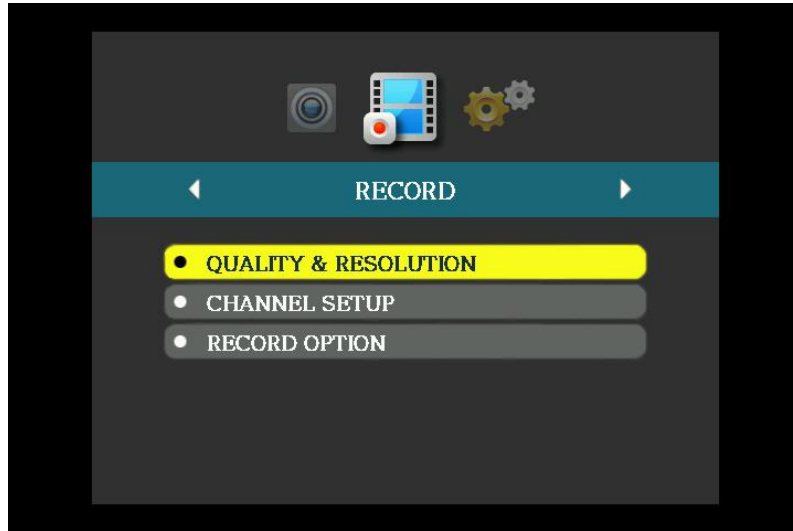 RECORD
QUALITY & RESOLUTION
CHANNEL SETUP
RECORD OPTION